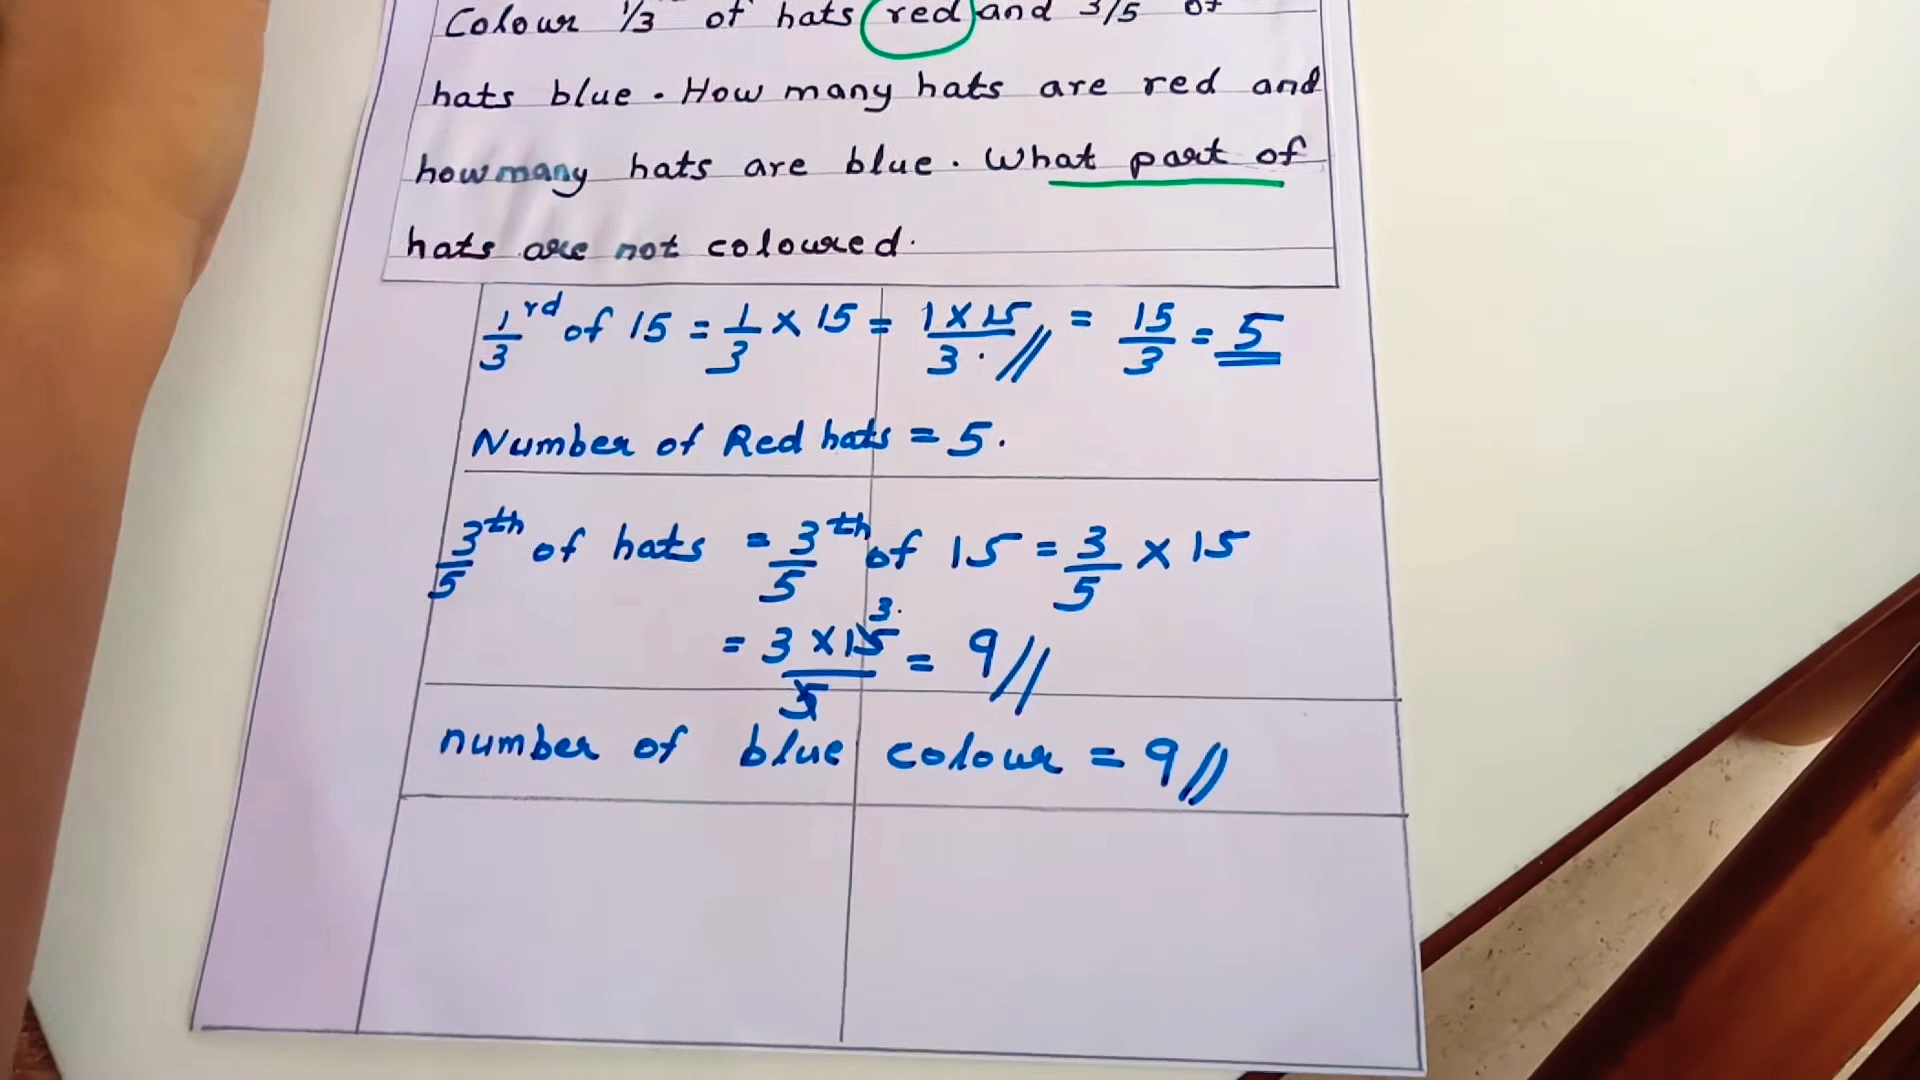 Colour 1/3 of hats red and 3/5 of
hats blue. How many hats are red and
how many hats are blue. What part of
hats are not coloured.
1/3 rd of 15 = 1/3 × 15 = 1 × 15/3 = 15/3 = 5
Number of Red hats = 5.
3/5 th of hats = 3/5 th of 15 = 3/5 × 15
= 3 × 15/5 3 = 9//
number of blue colour = 9//